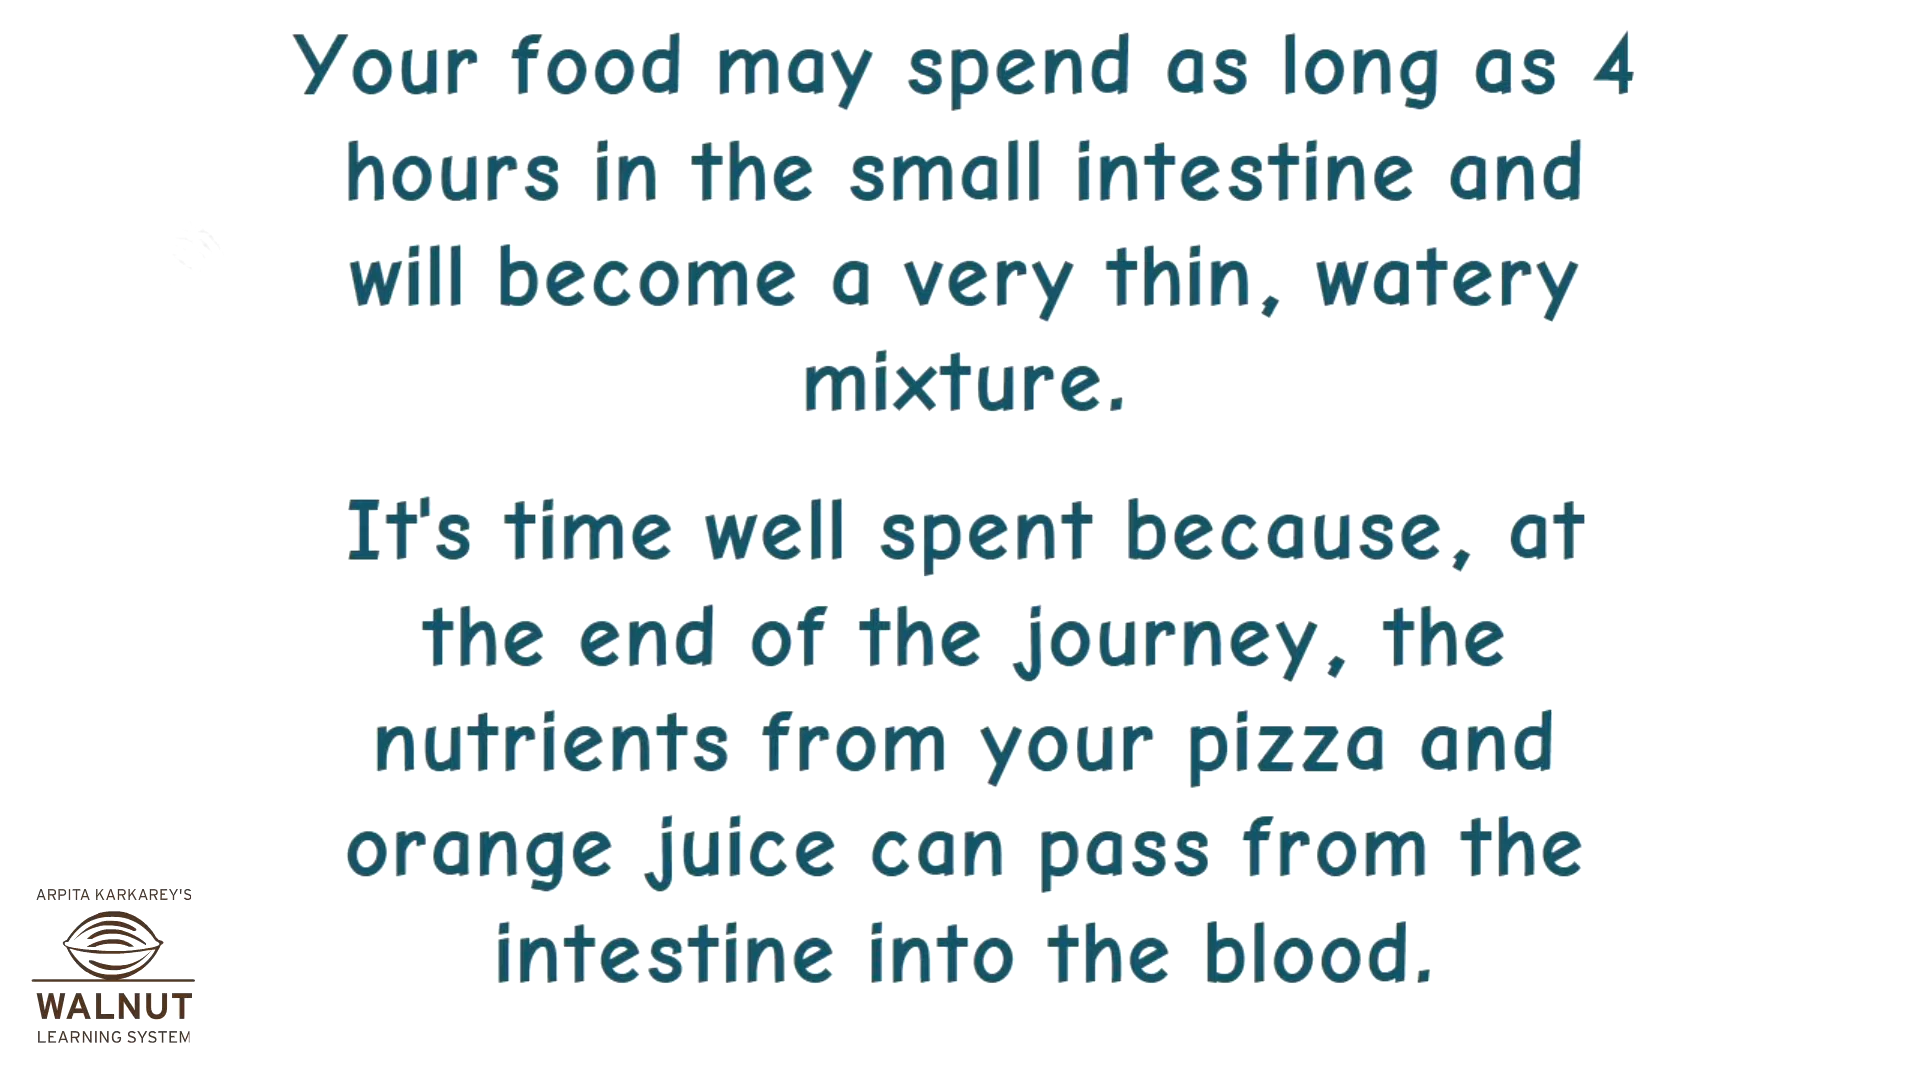 Your food may spend as long as 4
hours in the small intestine and
will become a very thin, watery
mixture.
It's time well spent because, at
the end of the journey, the
nutrients from your pizza and
orange juice can pass from the
intestine into the blood.
ARPITA KARKAREY'S
WALNUT
LEARNING SYSTEM